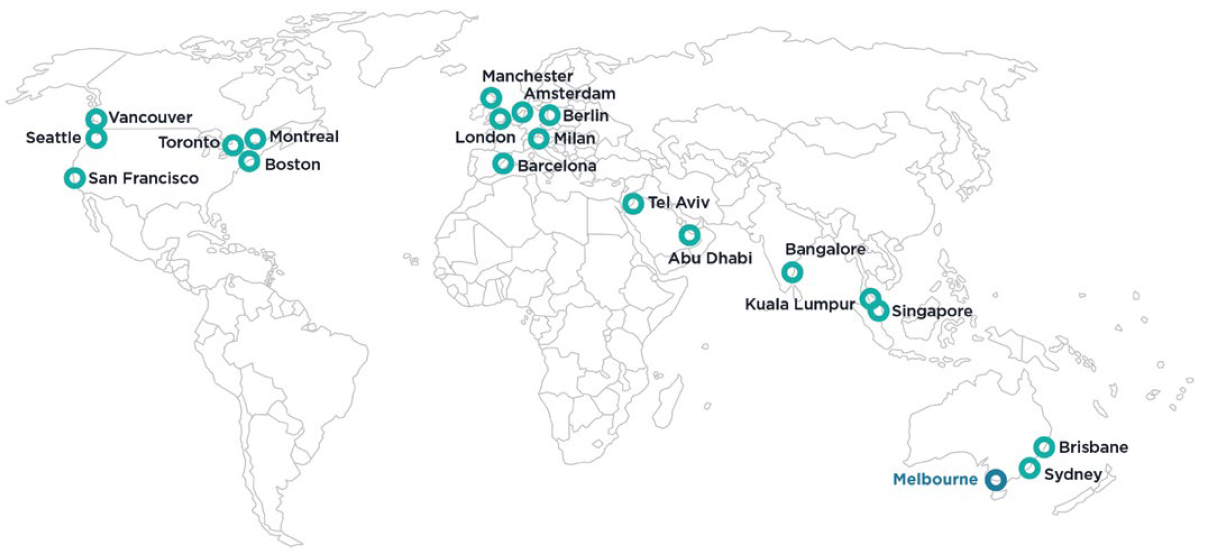 Manchester
Amsterdam
Vancouver
Berlin
Seattle
Toronto
Montreal
London
Milan
Boston
Barcelona
San Francisco
Tel Aviv
Abu Dhabi
Bangalore
Kuala Lumpur
Singapore
Brisbane
Sydney
Melbourne